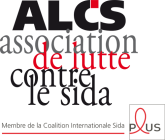 ALCS
association
de lutte
contre
le sida
Membre de la Coalition Internationale Sida
PLUS